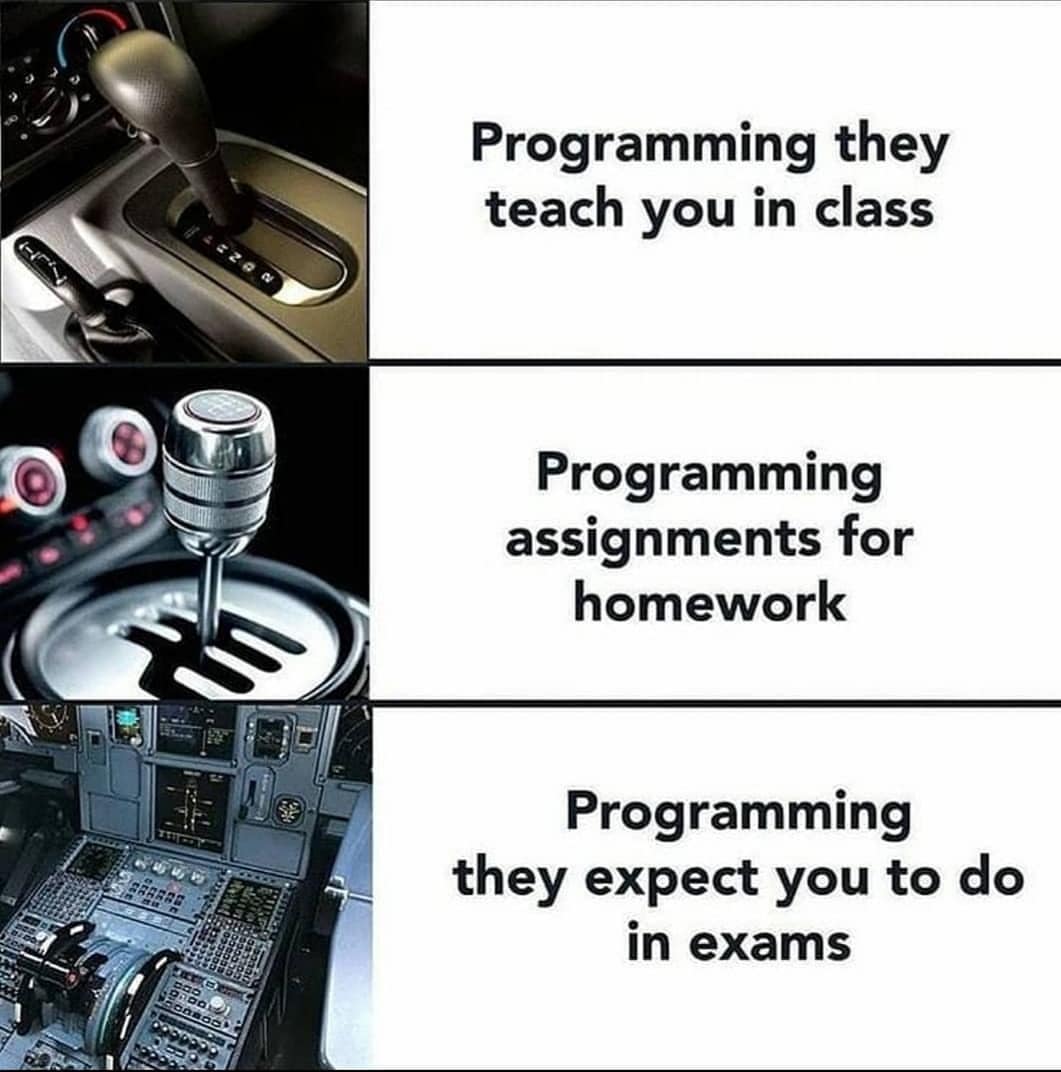 Programming they
teach you in class
Programming
assignments for
homework
Programming
they expect you to do
in exams